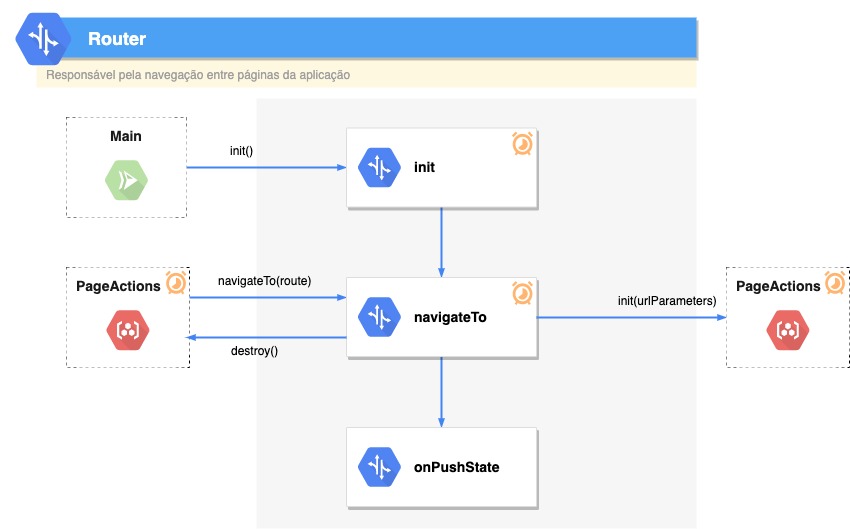 Router
Responsável pela navegação entre páginas da aplicação
Main
init()
init
PageActions
navigateTo(route)
destroy()
navigateTo
init(urlParameters)
PageActions
onPushState